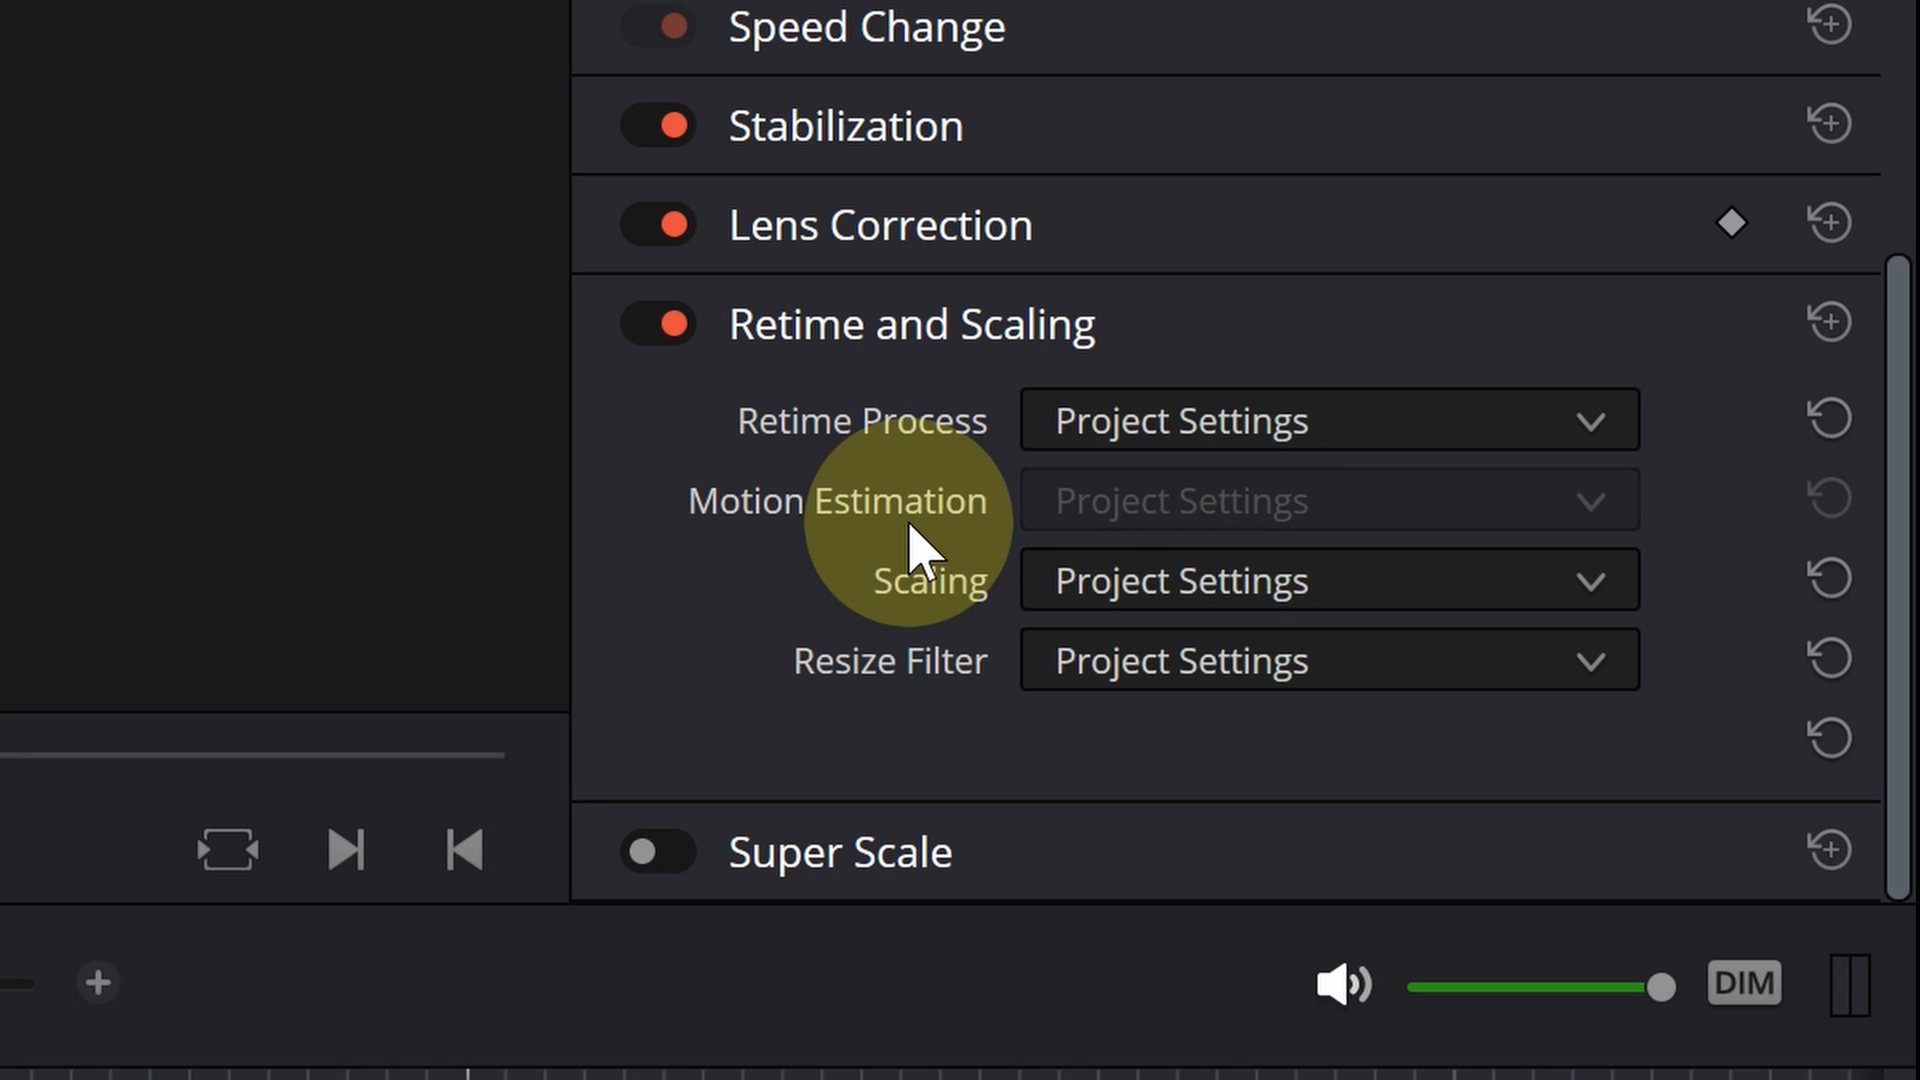 Speed Change
Stabilization
Lens Correction
Retime and Scaling
Retime Process Project Settings
Motion Estimation Project Settings
Scaling Project Settings
Resize Filter Project Settings
Super Scale
DIM